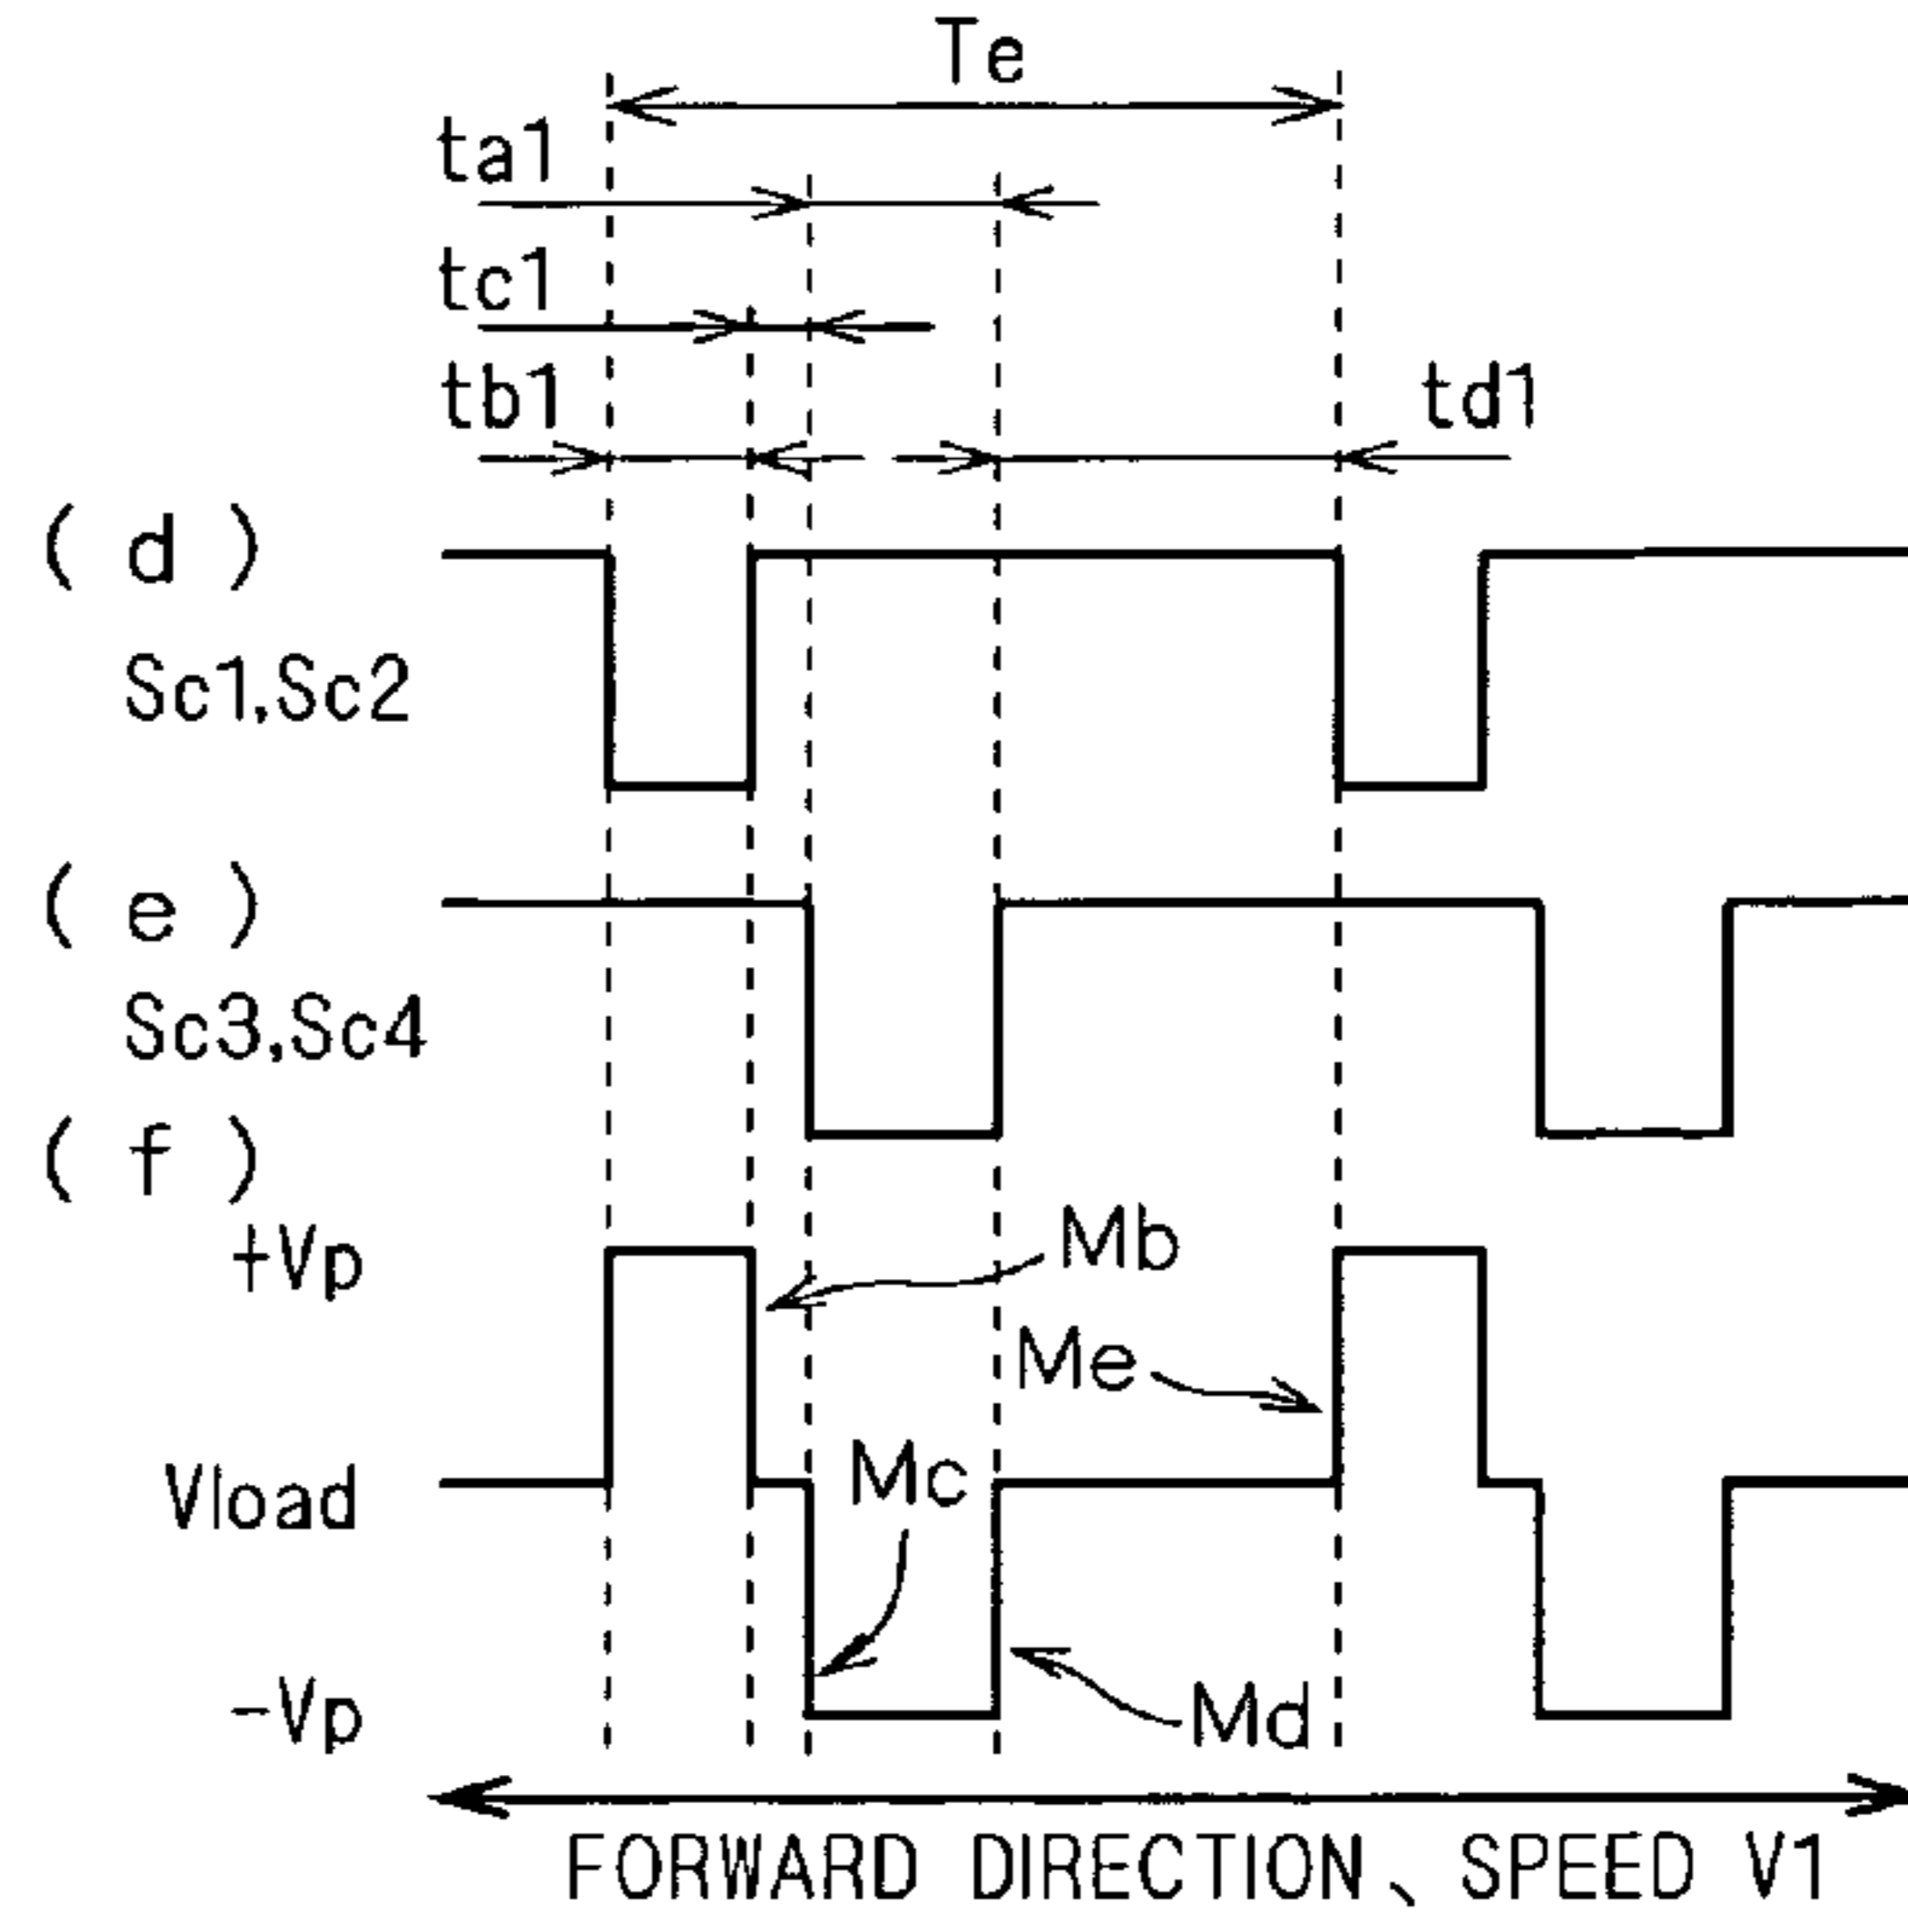 Te
ta1
tc1
tb1 td1
( d )
Sc1,Sc2
( e )
Sc3,Sc4
( f )
+Vp
Mb
Me
Vload
Mc
-Vp
Md
FORWARD DIRECTION、SPEED V1